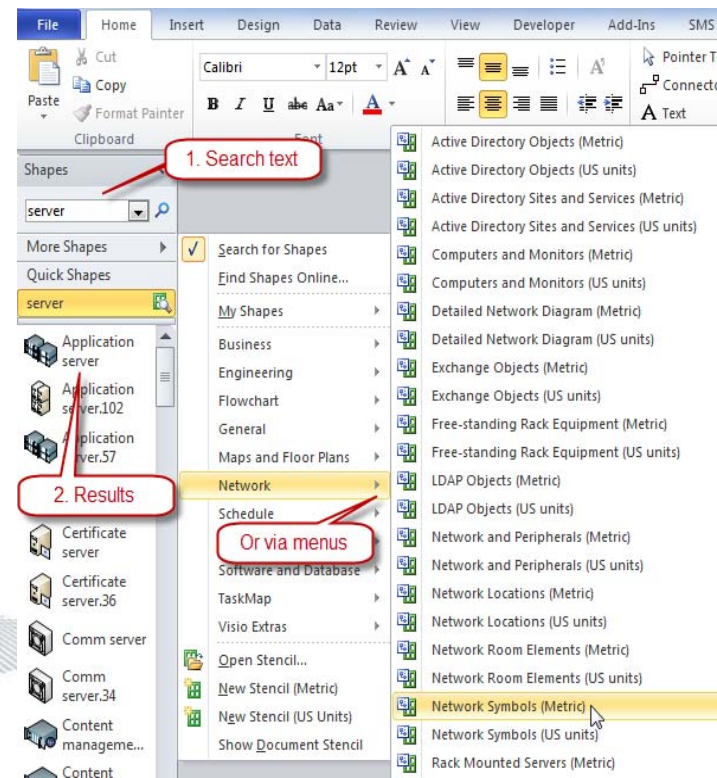 File Home Insert Design Data Review View Developer Add-Ins SMS
Cut
Copy
Paste
Format Painter
Clipboard
Calibri 12pt A A
B I U abc Aa A
Font
A
Pointer T
Connecto
A Text
1. Search text
Shapes
server
More Shapes
Quick Shapes
server
Application
server
Application
server.102
Application
server.57
2. Results
Certificate
server
Certificate
server.36
Comm server
Comm
server.34
Content
manageme...
Content
Search for Shapes
Find Shapes Online...
My Shapes
Business
Engineering
Flowchart
General
Maps and Floor Plans
Network
Schedule
Or via menus
Software and Database
TaskMap
Visio Extras
Open Stencil...
New Stencil (Metric)
New Stencil (US Units)
Show Document Stencil
Active Directory Objects (Metric)
Active Directory Objects (US units)
Active Directory Sites and Services (Metric)
Active Directory Sites and Services (US units)
Computers and Monitors (Metric)
Computers and Monitors (US units)
Detailed Network Diagram (Metric)
Detailed Network Diagram (US units)
Exchange Objects (Metric)
Exchange Objects (US units)
Free-standing Rack Equipment (Metric)
Free-standing Rack Equipment (US units)
LDAP Objects (Metric)
LDAP Objects (US units)
Network and Peripherals (Metric)
Network and Peripherals (US units)
Network Locations (Metric)
Network Locations (US units)
Network Room Elements (Metric)
Network Room Elements (US units)
Network Symbols (Metric)
Network Symbols (US units)
Rack Mounted Servers (Metric)